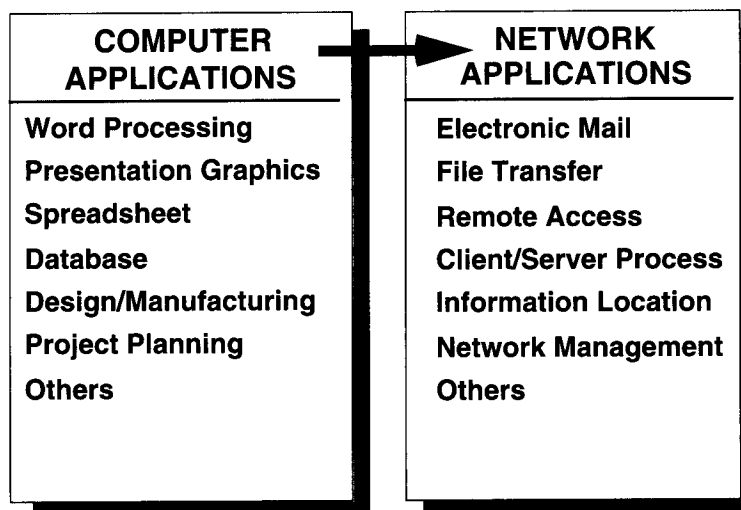 COMPUTER
APPLICATIONS
Word Processing
Presentation Graphics
Spreadsheet
Database
Design/Manufacturing
Project Planning
Others
NETWORK
APPLICATIONS
Electronic Mail
File Transfer
Remote Access
Client/Server Process
Information Location
Network Management
Others